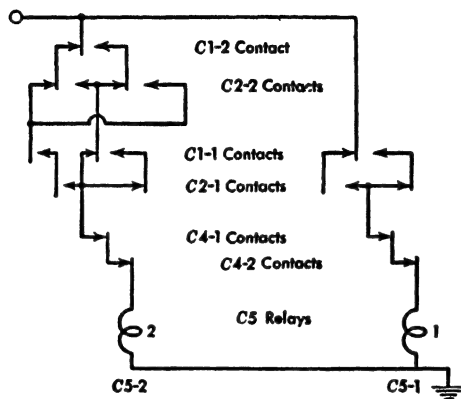 C1-2 Contact
C2-2 Contacts
C1-1 Contacts
C2-1 Contacts
C4-1 Contacts
C4-2 Contacts
C5 Relays
2
1
C5-2
C5-1